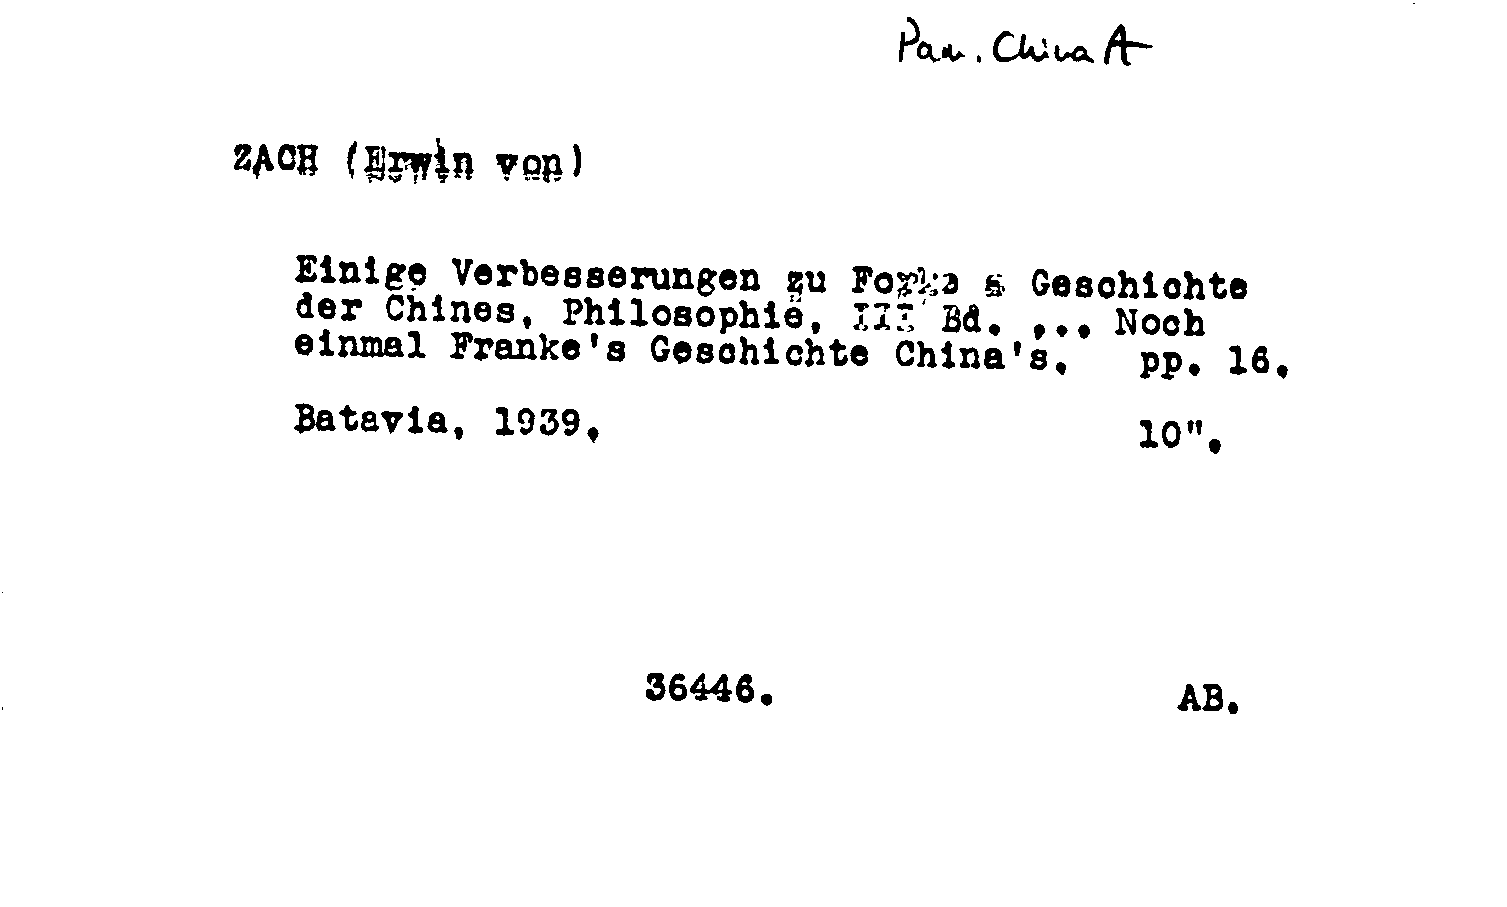 Pam. China A
ZACH (Erwin von)
Einige Verbesserungen zu Forke's Geschichte
der Chines. Philosophie, III Bd. ... Noch
einmal Franke's Geschichte China's. pp. 16.
Batavia, 1939. 10".
36446. AB.